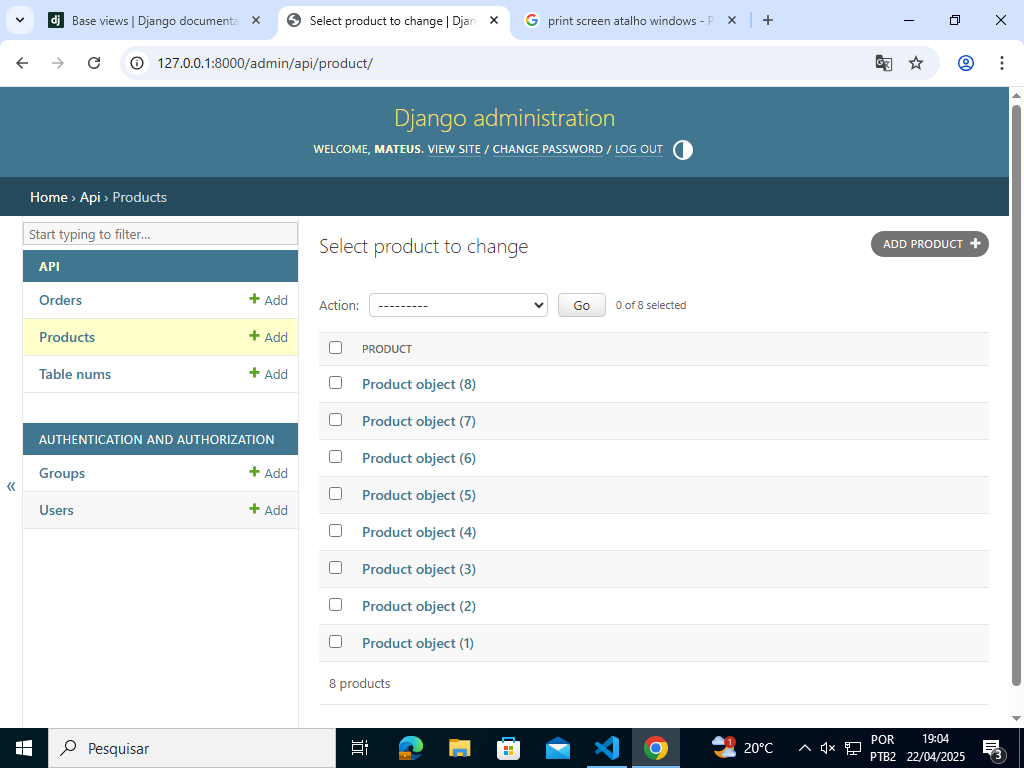 Base views | Django documenta
Select product to change | Djan
print screen atalho windows - P
127.0.0.1:8000/admin/api/product/
Django administration
WELCOME, MATEUS. VIEW SITE / CHANGE PASSWORD / LOG OUT
Home › Api › Products
Start typing to filter...
API
Orders + Add
Products + Add
Table nums + Add
AUTHENTICATION AND AUTHORIZATION
Groups + Add
Users + Add
«
Select product to change
ADD PRODUCT +
Action: --------- Go 0 of 8 selected
PRODUCT
Product object (8)
Product object (7)
Product object (6)
Product object (5)
Product object (4)
Product object (3)
Product object (2)
Product object (1)
8 products
Pesquisar
1
20°C
POR
PTB2
19:04
22/04/2025
3